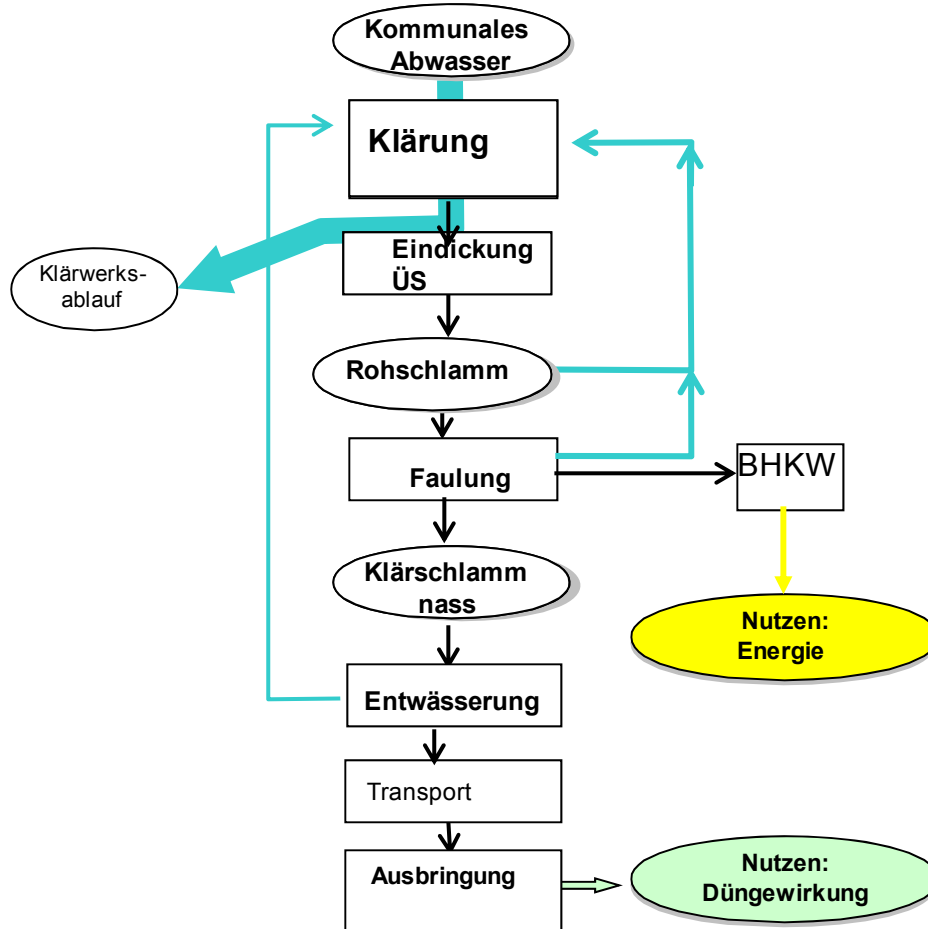 Kommunales
Abwasser
Klärung
Eindickung
ÜS
Klärwerks-
ablauf
Rohschlamm
Faulung
BHKW
Klärschlamm
nass
Nutzen:
Energie
Entwässerung
Transport
Ausbringung
Nutzen:
Düngewirkung